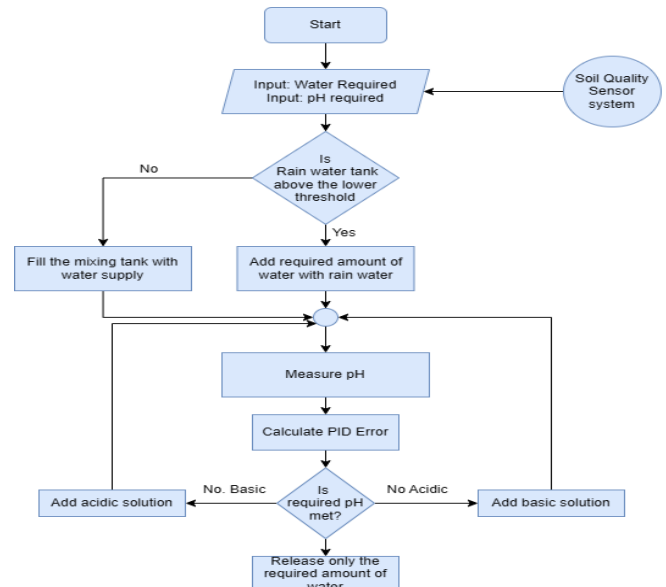 Start
Input: Water Required
Input: pH required
Soil Quality
Sensor
system
Is
Rain water tank
above the lower
threshold
No
Yes
Fill the mixing tank with
water supply
Add required amount of
water with rain water
Measure pH
Calculate PID Error
Is
required pH
met?
No. Basic
No Acidic
Add acidic solution
Add basic solution
Release only the
required amount of
water